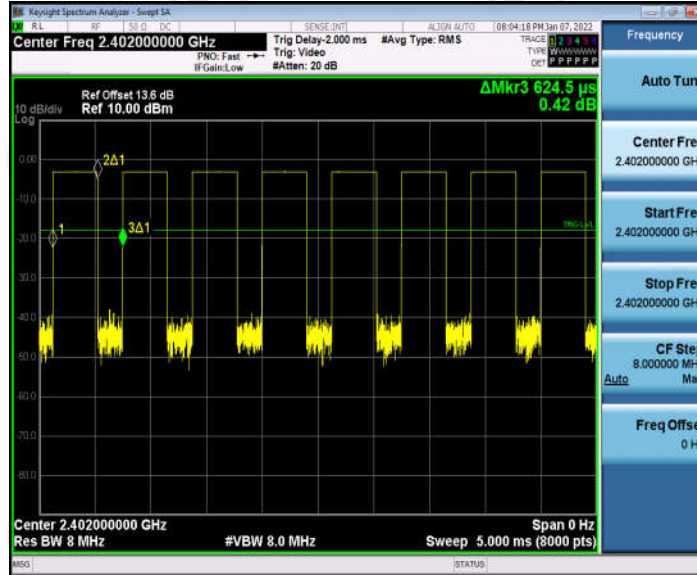 Keysight Spectrum Analyzer - Swept SA
RL RF 50 Ω DC SENSE:INT ALIGN AUTO 08:04:18 PM Jan 07, 2022
Center Freq 2.402000000 GHz
PNO: Fast
IFGain:Low
Trig Delay-2.000 ms
Trig: Video
#Atten: 20 dB
#Avg Type: RMS
TRACE 1 2 3 4 5 6
TYPE WWWWWW
DET P P P P P P
Ref Offset 13.6 dB
10 dB/div Ref 10.00 dBm
Log
ΔMkr3 624.5 µs
0.42 dB
0.00
-10.0
-20.0
-30.0
-40.0
-50.0
-60.0
-70.0
-80.0
2Δ1
1
3Δ1
TRIG LVL
Center 2.402000000 GHz
Span 0 Hz
Res BW 8 MHz
#VBW 8.0 MHz
Sweep 5.000 ms (8000 pts)
MSG
STATUS
Frequency
Auto Tun
Center Fre
2.402000000 GH
Start Fre
2.402000000 GH
Stop Fre
2.402000000 GH
CF Ste
8.000000 MH
Auto Ma
Freq Offse
0 H